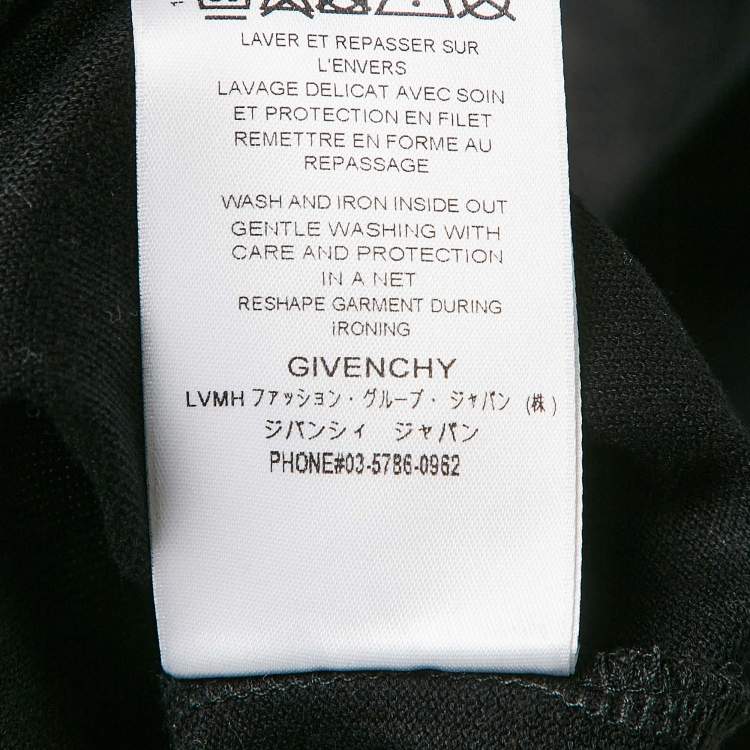 LAVER ET REPASSER SUR
L'ENVERS
LAVAGE DELICAT AVEC SOIN
ET PROTECTION EN FILET
REMETTRE EN FORME AU
REPASSAGE
WASH AND IRON INSIDE OUT
GENTLE WASHING WITH
CARE AND PROTECTION
IN A NET
RESHAPE GARMENT DURING
iRONING
GIVENCHY
LVMH ファッション・グループ・ ジャパン (株)
ジバンシィ ジャパン
PHONE#03-5786-0962